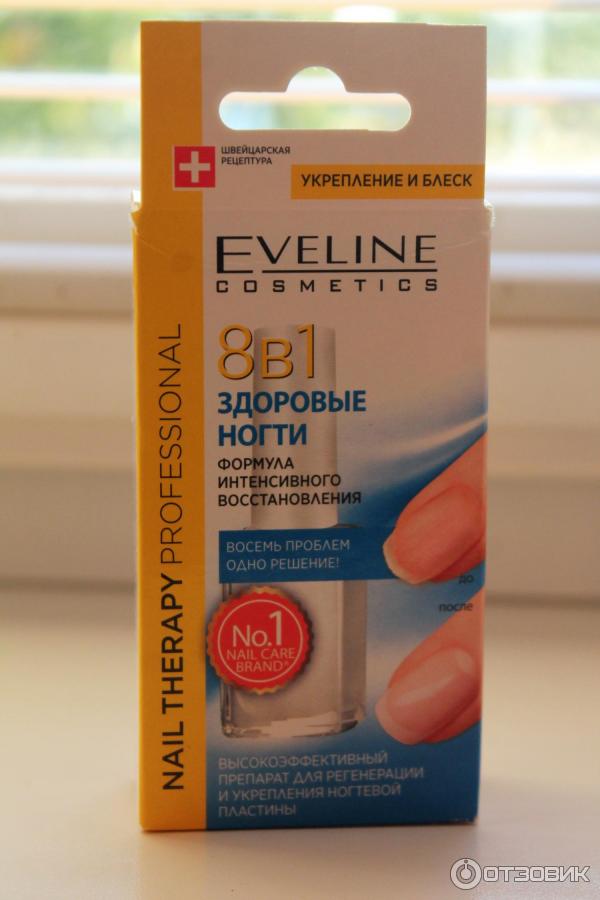 ШВЕЙЦАРСКАЯ
РЕЦЕПТУРА
УКРЕПЛЕНИЕ И БЛЕСК
EVELINE
COSMETICS
8в1
ЗДОРОВЫЕ
НОГТИ
ФОРМУЛА
ИНТЕНСИВНОГО
ВОССТАНОВЛЕНИЯ
ВОСЕМЬ ПРОБЛЕМ
ОДНО РЕШЕНИЕ!
до
после
No.1
NAIL CARE
BRAND®
ВЫСОКОЭФФЕКТИВНЫЙ
ПРЕПАРАТ ДЛЯ РЕГЕНЕРАЦИИ
И УКРЕПЛЕНИЯ НОГТЕВОЙ
ПЛАСТИНЫ
NAIL THERAPY PROFESSIONAL
ОТЗОВИК